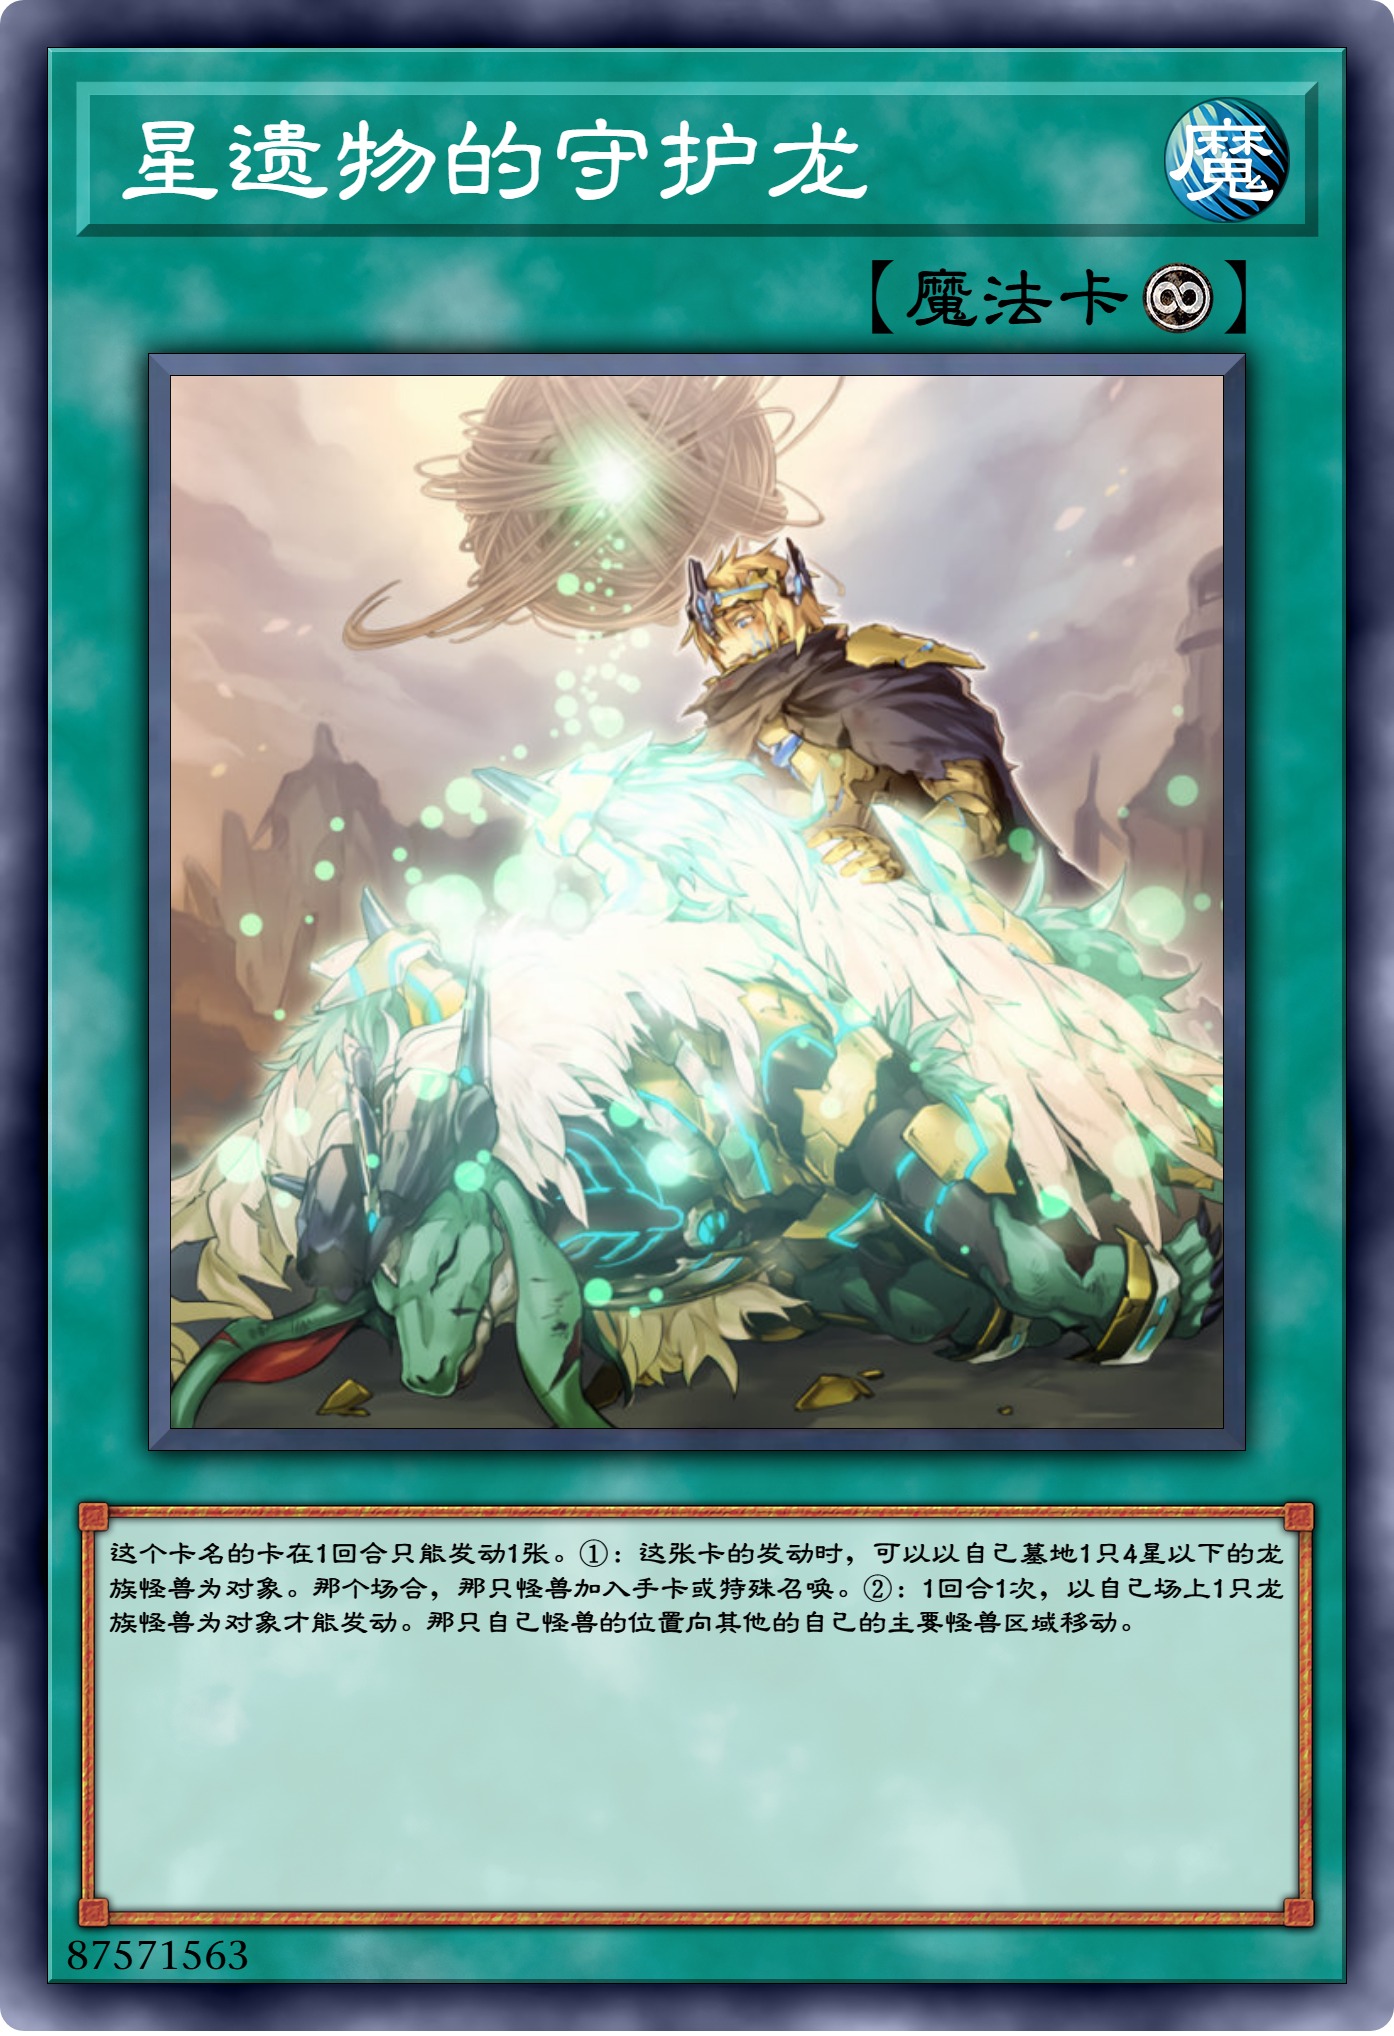 星遗物的守护龙
魔
【魔法卡】
这个卡名的卡在1回合只能发动1张。①：这张卡的发动时，可以以自己墓地1只4星以下的龙
族怪兽为对象。那个场合，那只怪兽加入手卡或特殊召唤。②：1回合1次，以自己场上1只龙
族怪兽为对象才能发动。那只自己怪兽的位置向其他的自己的主要怪兽区域移动。
87571563